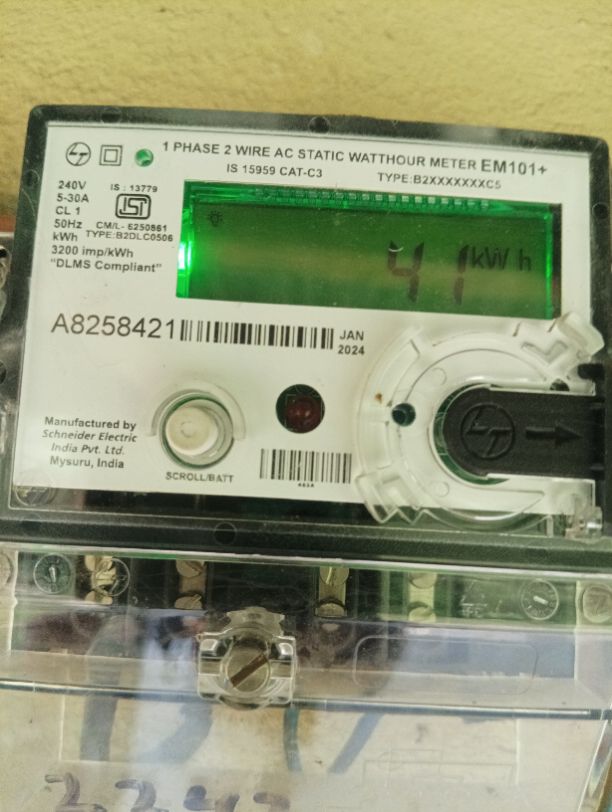 1 PHASE 2 WIRE AC STATIC WATTHOUR METER EM101+
IS 15959 CAT-C3 TYPE:B2XXXXXXXC5
240V IS : 13779
5-30A
CL 1
50Hz CM/L- 6250861
kWh TYPE:B2DLC0506
3200 imp/kWh
"DLMS Compliant"
41 kWh
A8258421
JAN
2024
Manufactured by
Schneider Electric
India Pvt. Ltd.
Mysuru, India
SCROLL/BATT
LT